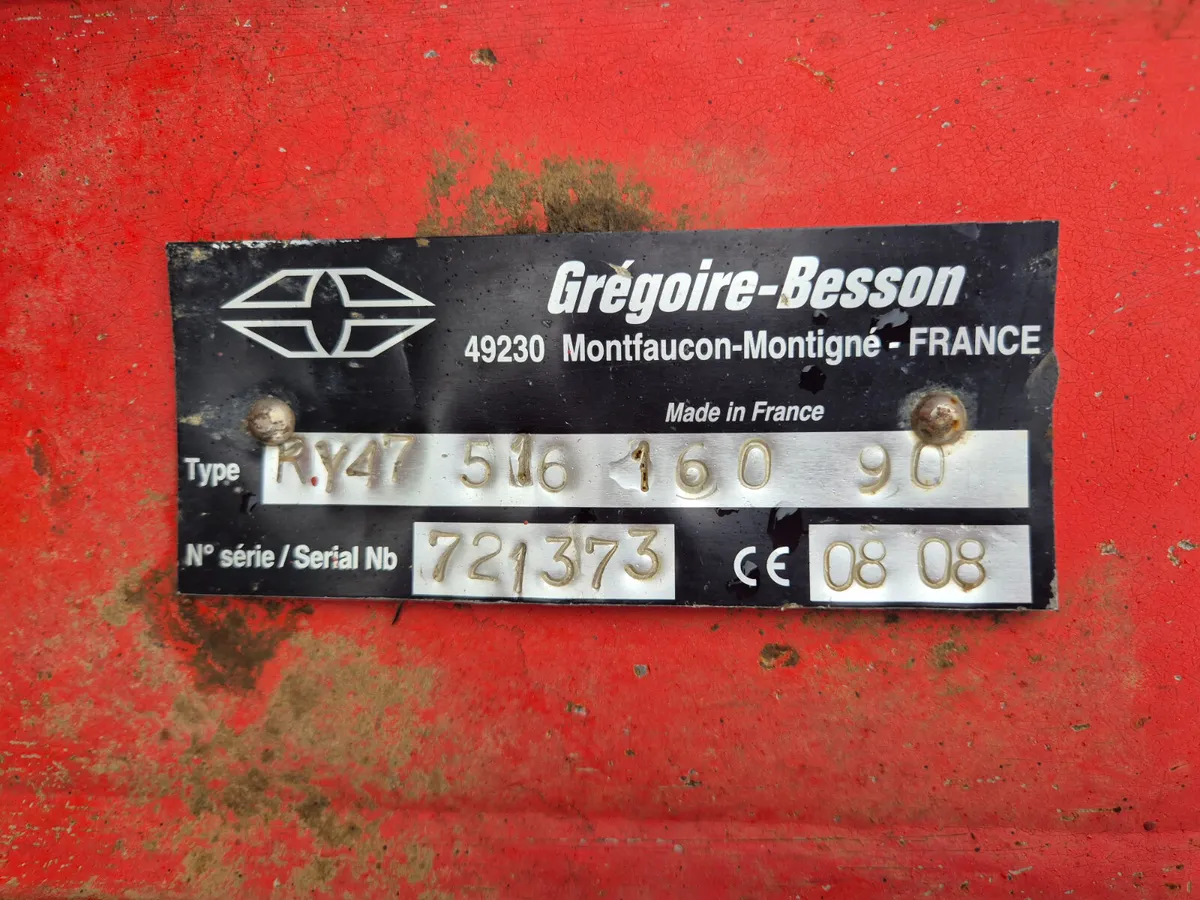 Grégoire-Besson
49230 Montfaucon-Montigné - FRANCE
Made in France
Type RY47 516 160 90
N° série / Serial Nb 721373 CE 08 08